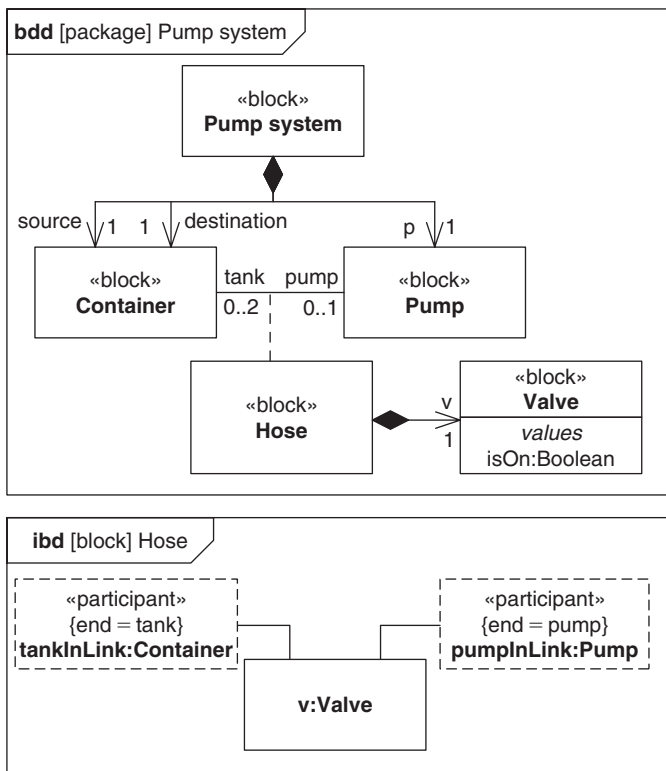 bdd [package] Pump system
«block»
Pump system
source 1 1 destination p 1
«block»
Container
tank pump
0..2 0..1
«block»
Pump
«block»
Hose
v
1
«block»
Valve
values
isOn:Boolean
ibd [block] Hose
«participant»
{end = tank}
tankInLink:Container
«participant»
{end = pump}
pumpInLink:Pump
v:Valve